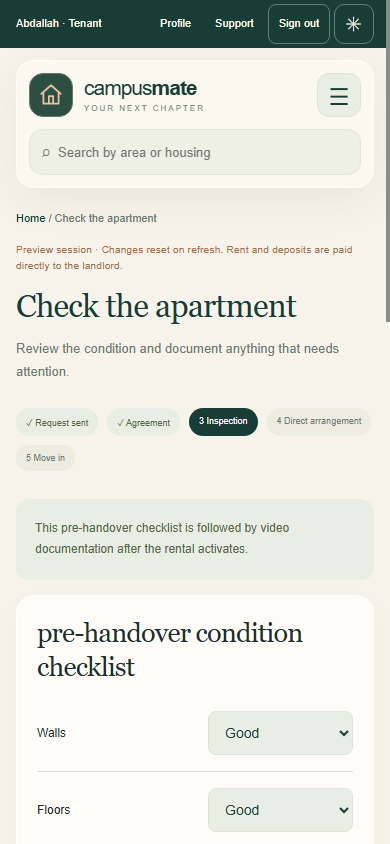 Abdallah · Tenant
Profile
Support
Sign out
campusmate
YOUR NEXT CHAPTER
Search by area or housing
Home / Check the apartment
Preview session · Changes reset on refresh. Rent and deposits are paid
directly to the landlord.
Check the apartment
Review the condition and document anything that needs
attention.
✓ Request sent
✓ Agreement
3 Inspection
4 Direct arrangement
5 Move in
This pre-handover checklist is followed by video
documentation after the rental activates.
pre-handover condition
checklist
Walls
Good
Floors
Good